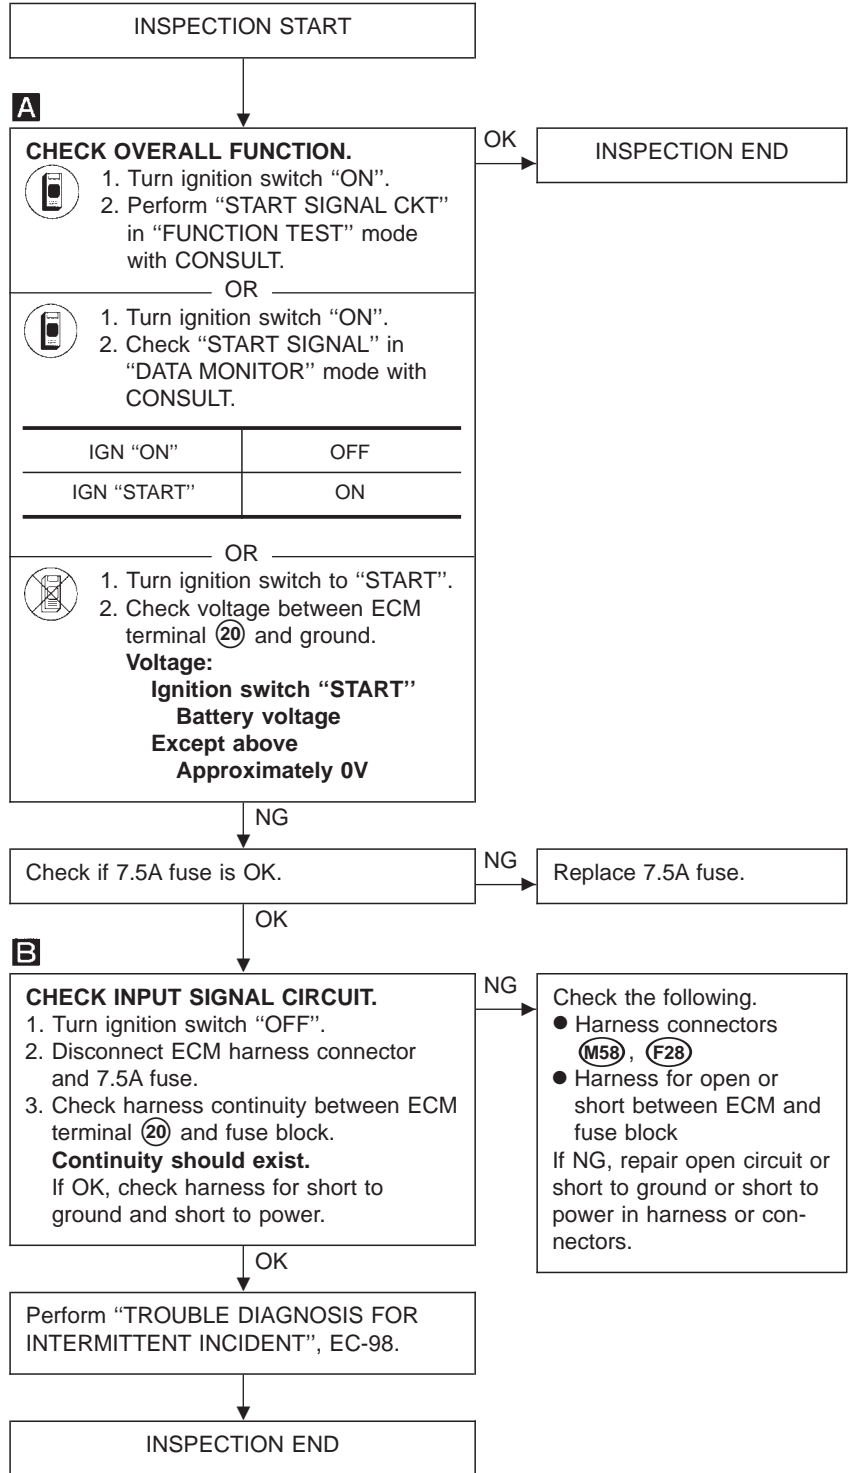 INSPECTION START
A
CHECK OVERALL FUNCTION.
1. Turn ignition switch “ON”.
2. Perform “START SIGNAL CKT”
in “FUNCTION TEST” mode
with CONSULT.
OR
1. Turn ignition switch “ON”.
2. Check “START SIGNAL” in
“DATA MONITOR” mode with
CONSULT.
IGN “ON” OFF
IGN “START” ON
OR
1. Turn ignition switch to “START”.
2. Check voltage between ECM
terminal 20 and ground.
Voltage:
Ignition switch “START”
Battery voltage
Except above
Approximately 0V
OK
INSPECTION END
NG
Check if 7.5A fuse is OK.
NG
Replace 7.5A fuse.
OK
B
CHECK INPUT SIGNAL CIRCUIT.
1. Turn ignition switch “OFF”.
2. Disconnect ECM harness connector
and 7.5A fuse.
3. Check harness continuity between ECM
terminal 20 and fuse block.
Continuity should exist.
If OK, check harness for short to
ground and short to power.
NG
Check the following.
● Harness connectors
M58, F28
● Harness for open or
short between ECM and
fuse block
If NG, repair open circuit or
short to ground or short to
power in harness or con-
nectors.
OK
Perform “TROUBLE DIAGNOSIS FOR
INTERMITTENT INCIDENT”, EC-98.
INSPECTION END